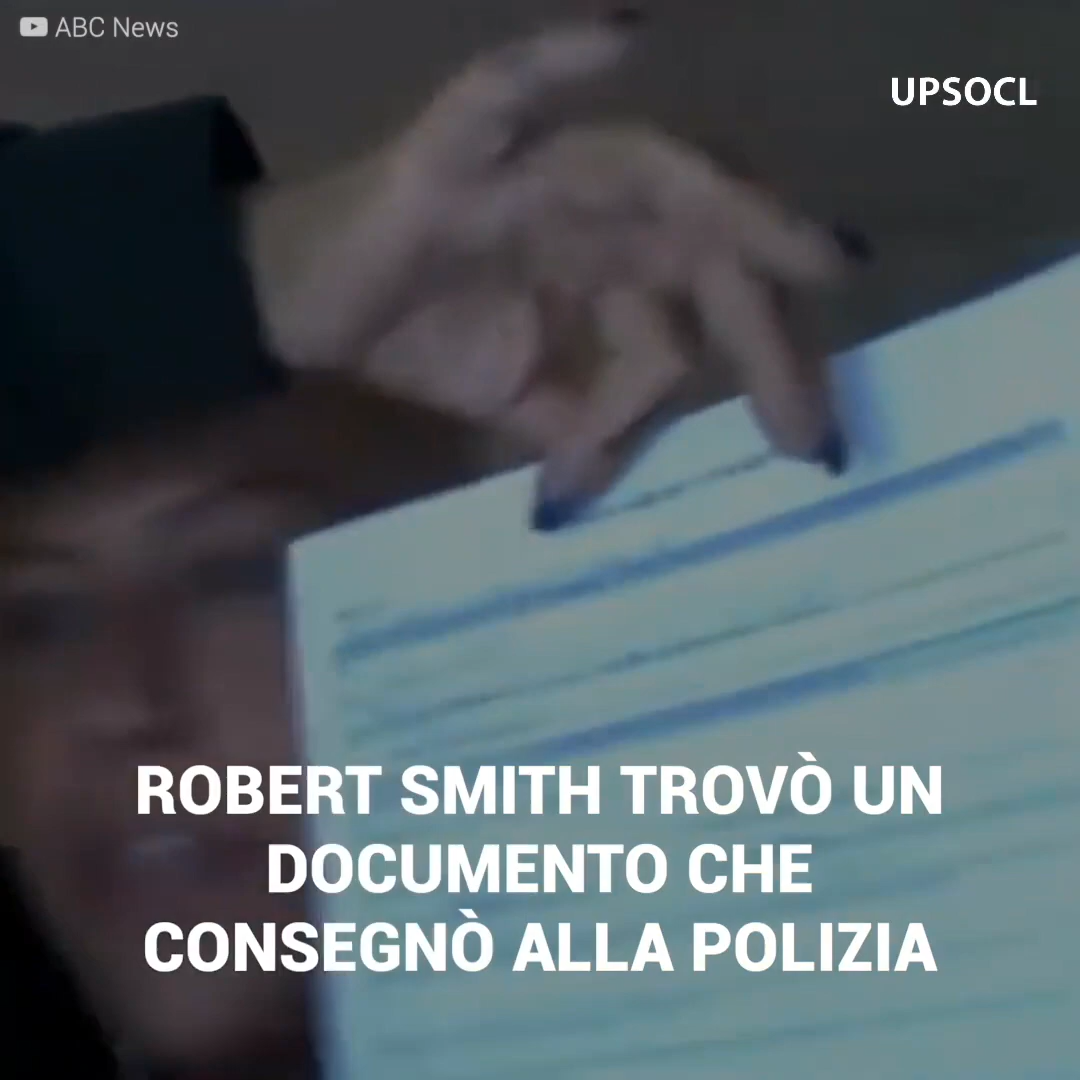 ABC News
UPSOCL
ROBERT SMITH TROVÒ UN
DOCUMENTO CHE
CONSEGNÒ ALLA POLIZIA